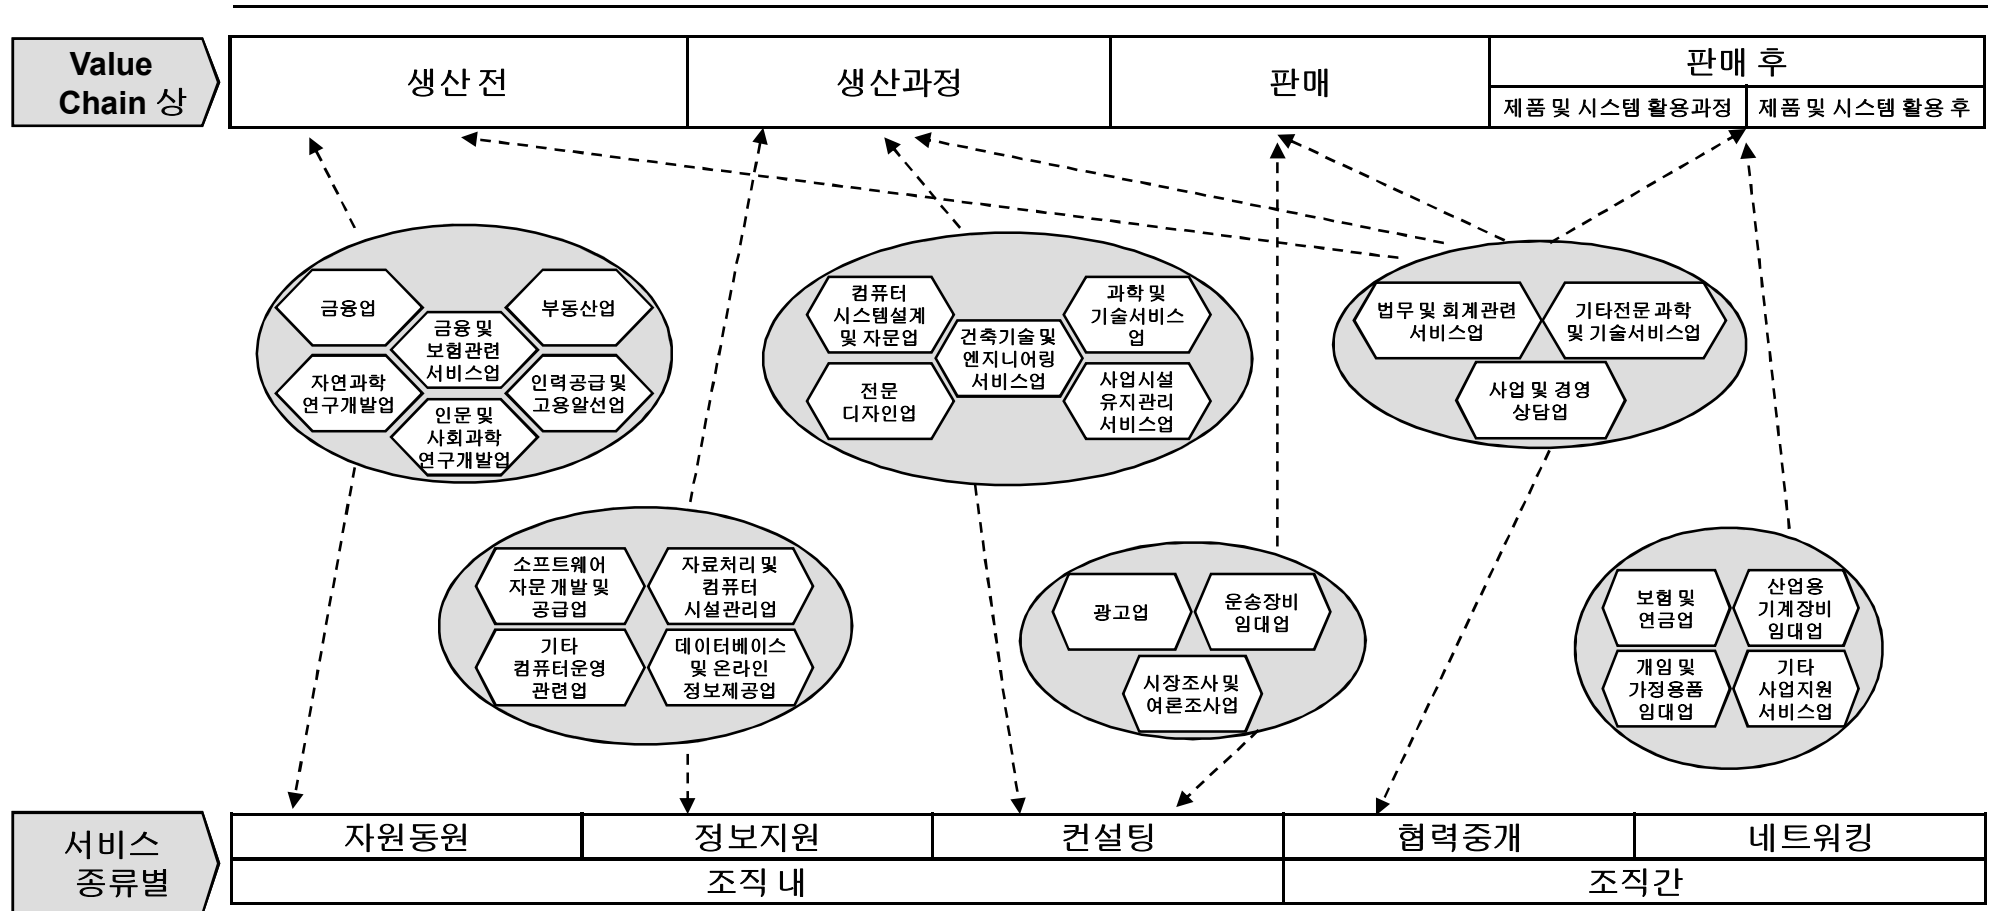 Value
Chain 상
생산 전
생산과정
판매
판매 후
제품 및 시스템 활용과정
제품 및 시스템 활용 후
금융업
부동산업
금융 및
보험관련
서비스업
자연과학
연구개발업
인력공급 및
고용알선업
인문 및
사회과학
연구개발업
컴퓨터
시스템설계
및 자문업
과학 및
기술서비스
업
건축기술 및
엔지니어링
서비스업
전문
디자인업
사업시설
유지관리
서비스업
법무 및 회계관련
서비스업
기타전문 과학
및 기술서비스업
사업 및 경영
상담업
소프트웨어
자문 개발 및
공급업
자료처리 및
컴퓨터
시설관리업
기타
컴퓨터운영
관련업
데이터베이스
및 온라인
정보제공업
광고업
운송장비
임대업
시장조사 및
여론조사업
보험 및
연금업
산업용
기계장비
임대업
개임 및
가정용품
임대업
기타
사업지원
서비스업
서비스
종류별
자원동원
정보지원
컨설팅
협력중개
네트워킹
조직 내
조직간